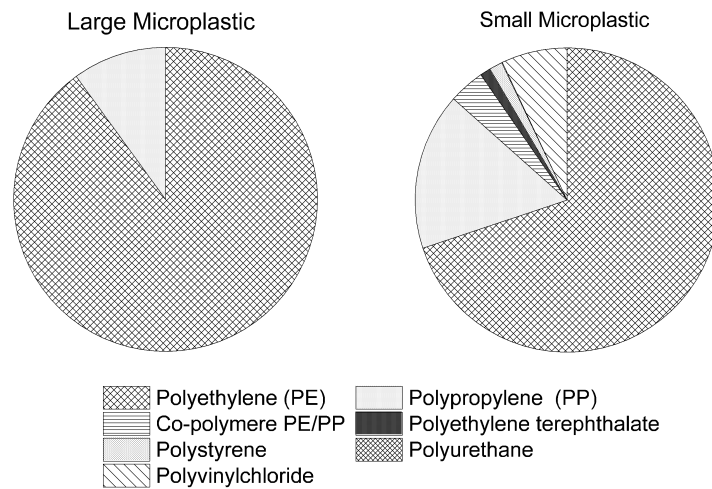 Large Microplastic
Small Microplastic
Polyethylene (PE)
Polypropylene (PP)
Co-polymere PE/PP
Polyethylene terephthalate
Polystyrene
Polyurethane
Polyvinylchloride